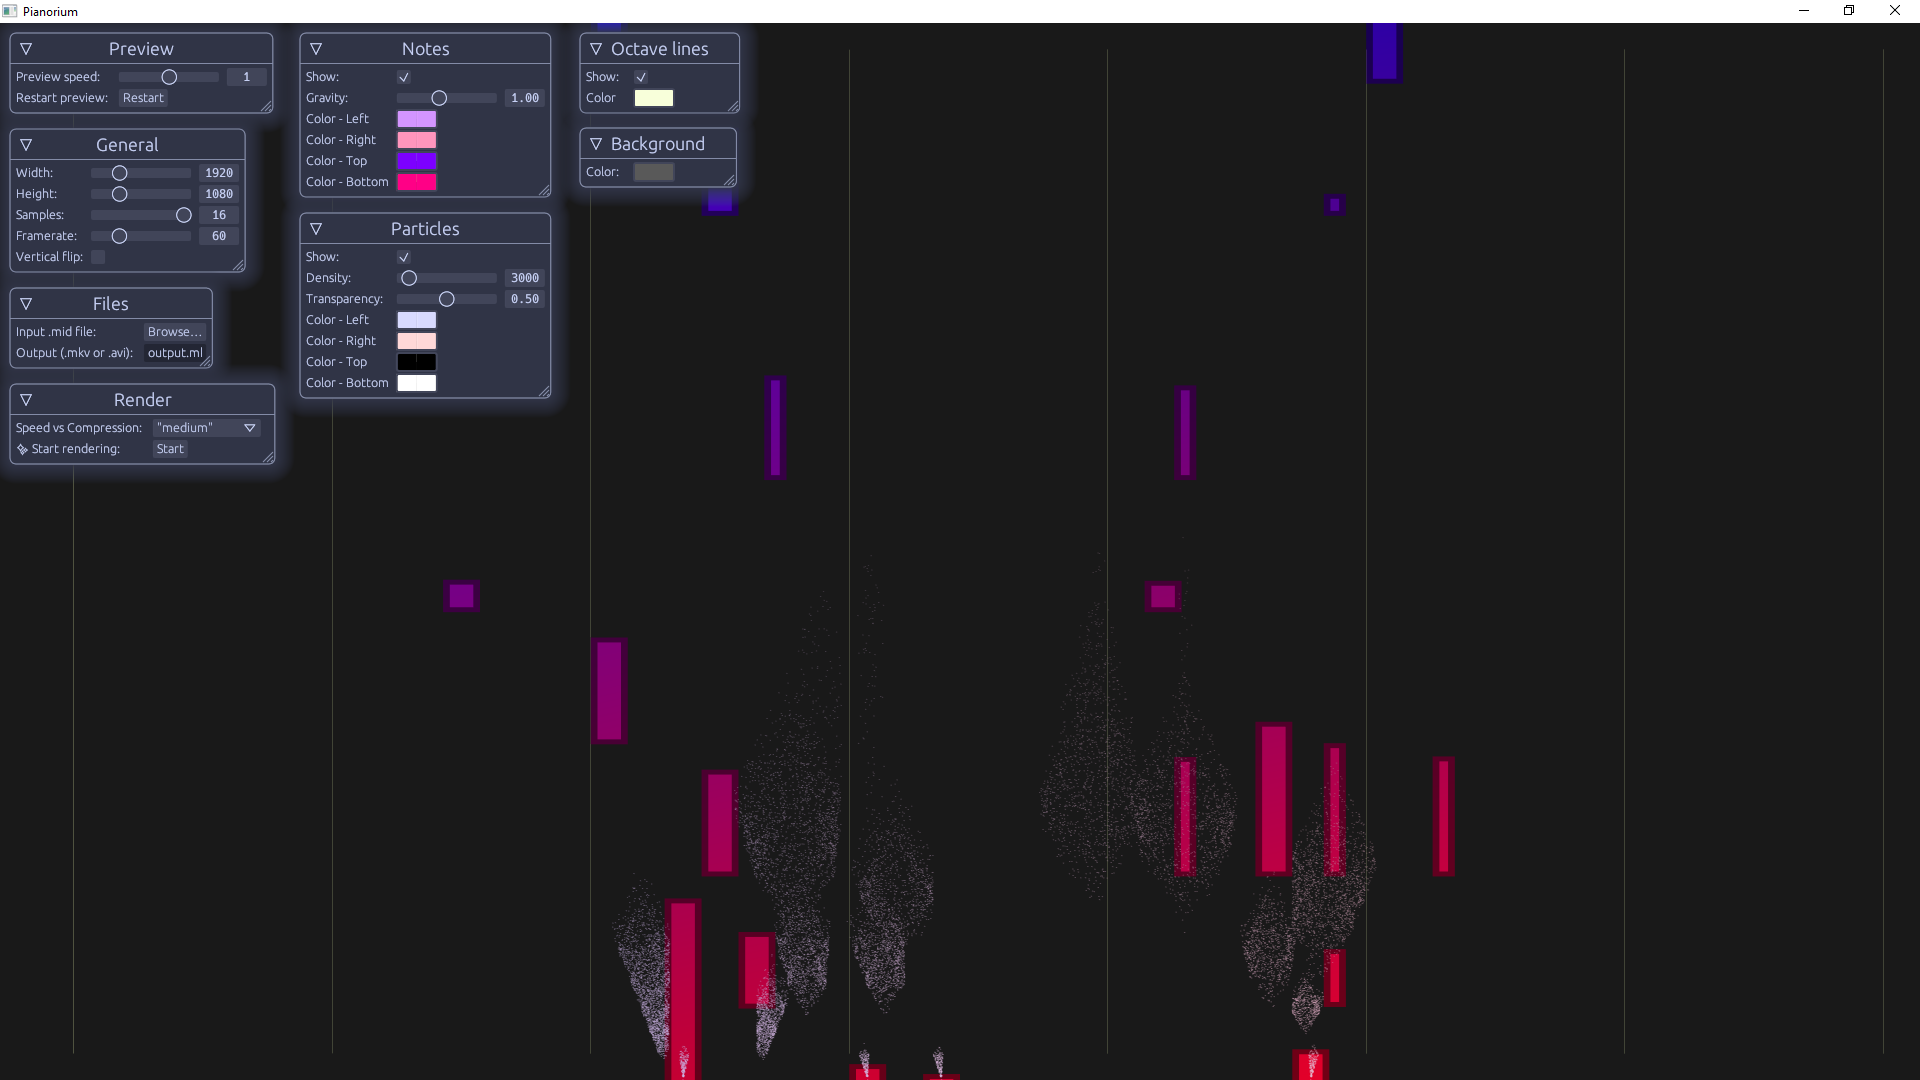 Pianorium
Preview
Preview speed: 1
Restart preview: Restart
General
Width: 1920
Height: 1080
Samples: 16
Framerate: 60
Vertical flip:
Files
Input .mid file: Browse...
Output (.mkv or .avi): output.ml
Render
Speed vs Compression: "medium"
Start rendering: Start
Notes
Show:
Gravity: 1.00
Color - Left
Color - Right
Color - Top
Color - Bottom
Particles
Show:
Density: 3000
Transparency: 0.50
Color - Left
Color - Right
Color - Top
Color - Bottom
Octave lines
Show:
Color
Background
Color: